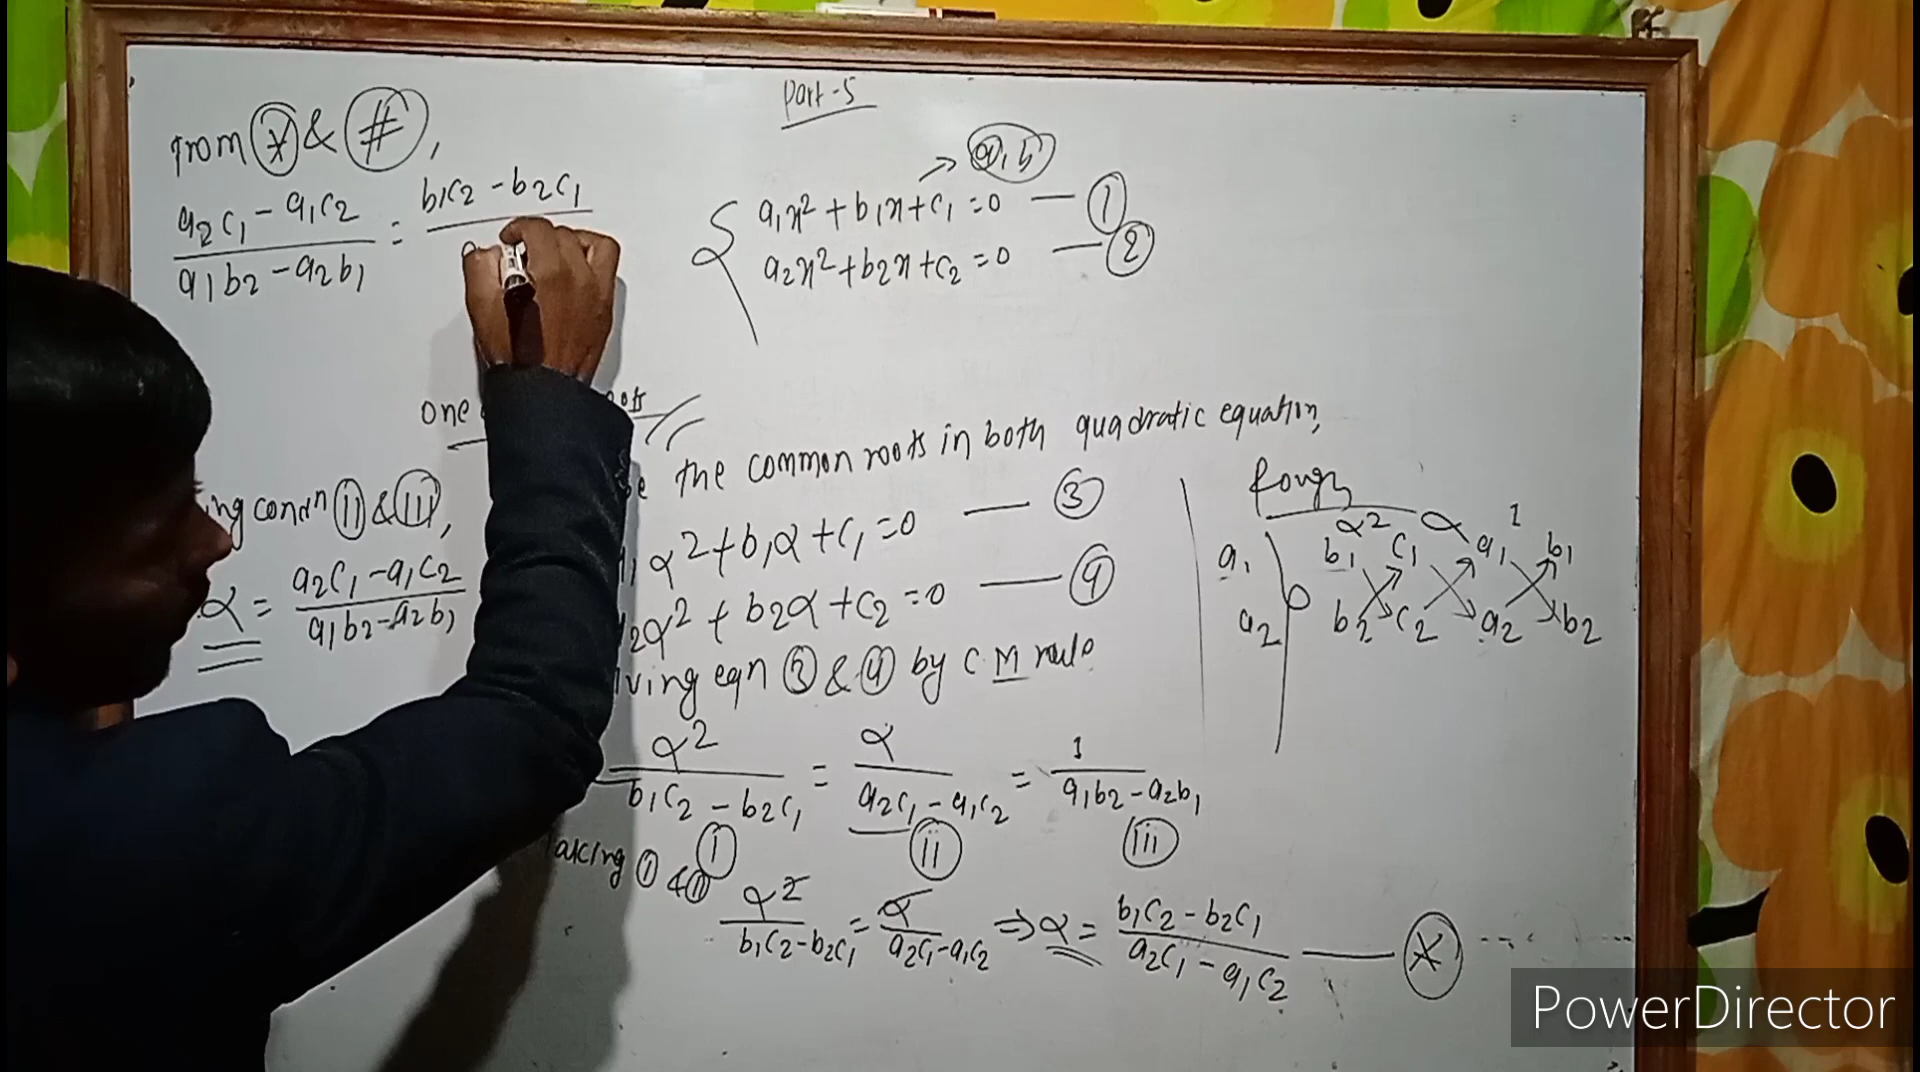 Part-5
from * & #,
a2c1 - a1c2 / a1b2 - a2b1 = b1c2 - b2c1
a1x² + b1x + c1 = 0 — 1
a2x² + b2x + c2 = 0 — 2
one
the common roots in both quadratic equation,
ii & iii,
α = a2c1 - a1c2 / a1b2 - a2b1
α² + b1α + c1 = 0 — 3
2α² + b2α + c2 = 0 — 4
eqn 3 & 4 by C.M rule
α² / b1c2 - b2c1 = α / a2c1 - a1c2 = 1 / a1b2 - a2b1
i ii iii
Taking i & ii
α² / b1c2 - b2c1 = α / a2c1 - a1c2 ⇒ α = b1c2 - b2c1 / a2c1 - a1c2 — *
Rough
α² α 1
a1 b1 c1 a1 b1
a2 b2 c2 a2 b2
PowerDirector